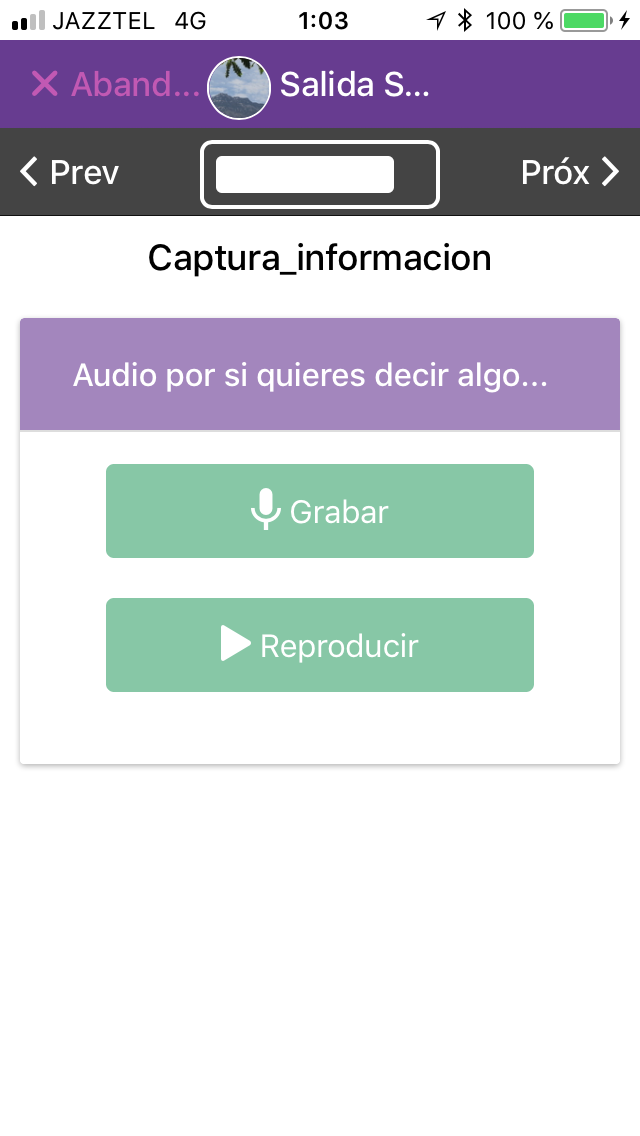 JAZZTEL 4G 1:03 100 %
Aband... Salida S...
Prev Próx
Captura_informacion
Audio por si quieres decir algo...
Grabar
Reproducir